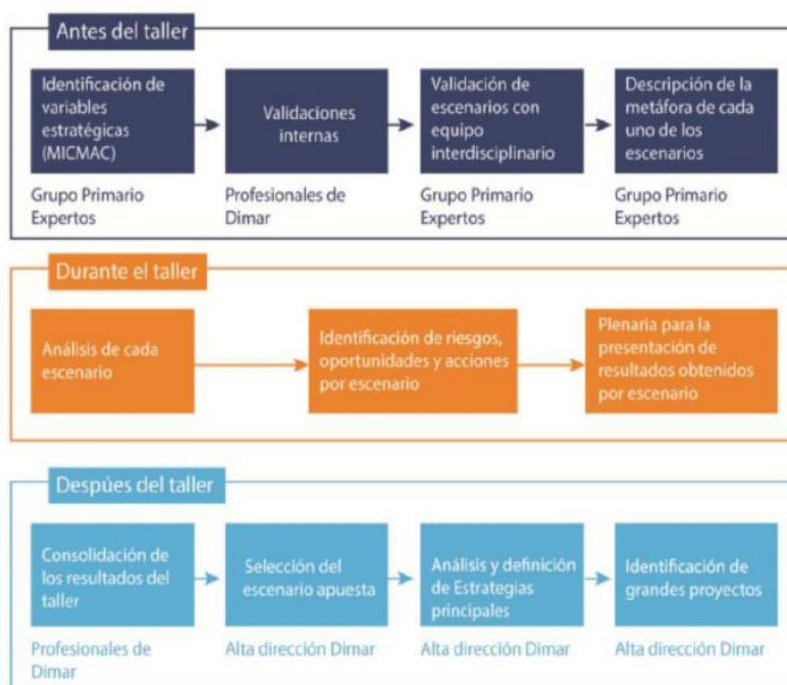 Antes del taller
Identificación de
variables
estratégicas
(MICMAC)
Grupo Primario
Expertos
Validaciones
internas
Profesionales de
Dimar
Validación de
escenarios con
equipo
interdisciplinario
Grupo Primario
Expertos
Descripción de la
metáfora de cada
uno de los
escenarios
Grupo Primario
Expertos
Durante el taller
Análisis de cada
escenario
Identificación de riesgos,
oportunidades y acciones
por escenario
Plenaria para la
presentación de
resultados obtenidos
por escenario
Despúes del taller
Consolidación de
los resultados del
taller
Profesionales de
Dimar
Selección del
escenario apuesta
Alta dirección Dimar
Análisis y definición
de Estrategias
principales
Alta dirección Dimar
Identificación de
grandes proyectos
Alta dirección Dimar